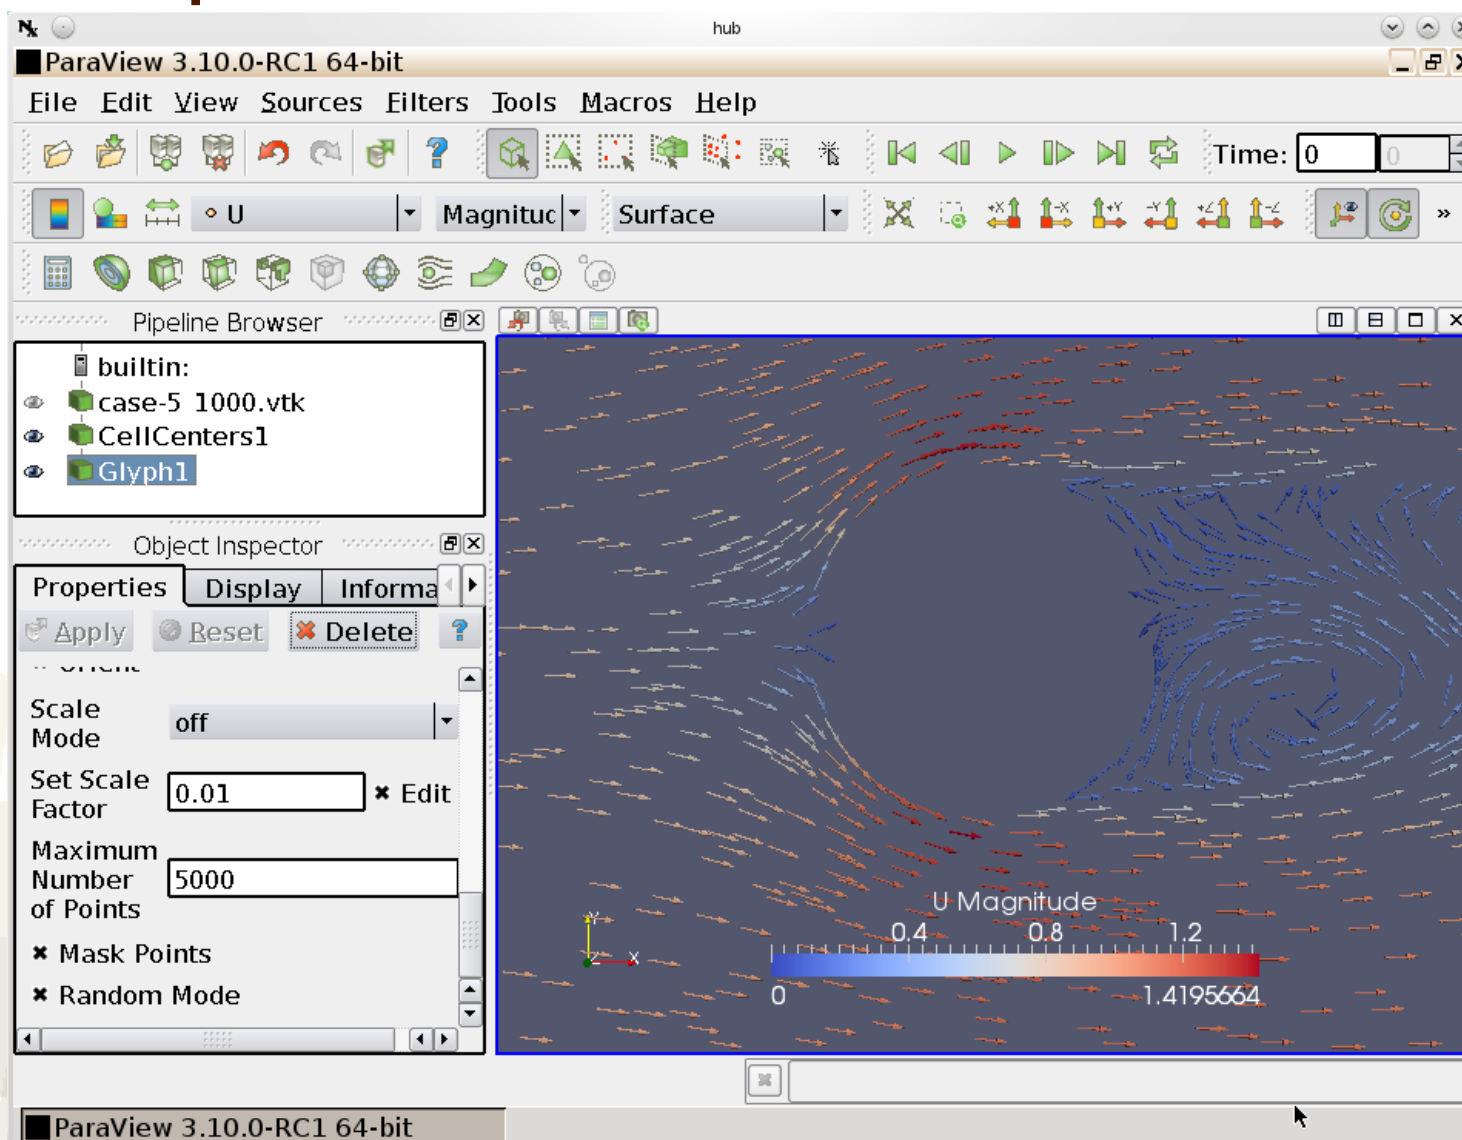 hub
ParaView 3.10.0-RC1 64-bit
File Edit View Sources Filters Tools Macros Help
Time: 0 0
U Magnituc Surface
Pipeline Browser
builtin:
case-5 1000.vtk
CellCenters1
Glyph1
Object Inspector
Properties Display Informa
Apply Reset Delete
Scale Mode off
Set Scale Factor 0.01 Edit
Maximum Number of Points 5000
Mask Points
Random Mode
U Magnitude
0.4 0.8 1.2
0 1.4195664
Y
Z X
ParaView 3.10.0-RC1 64-bit